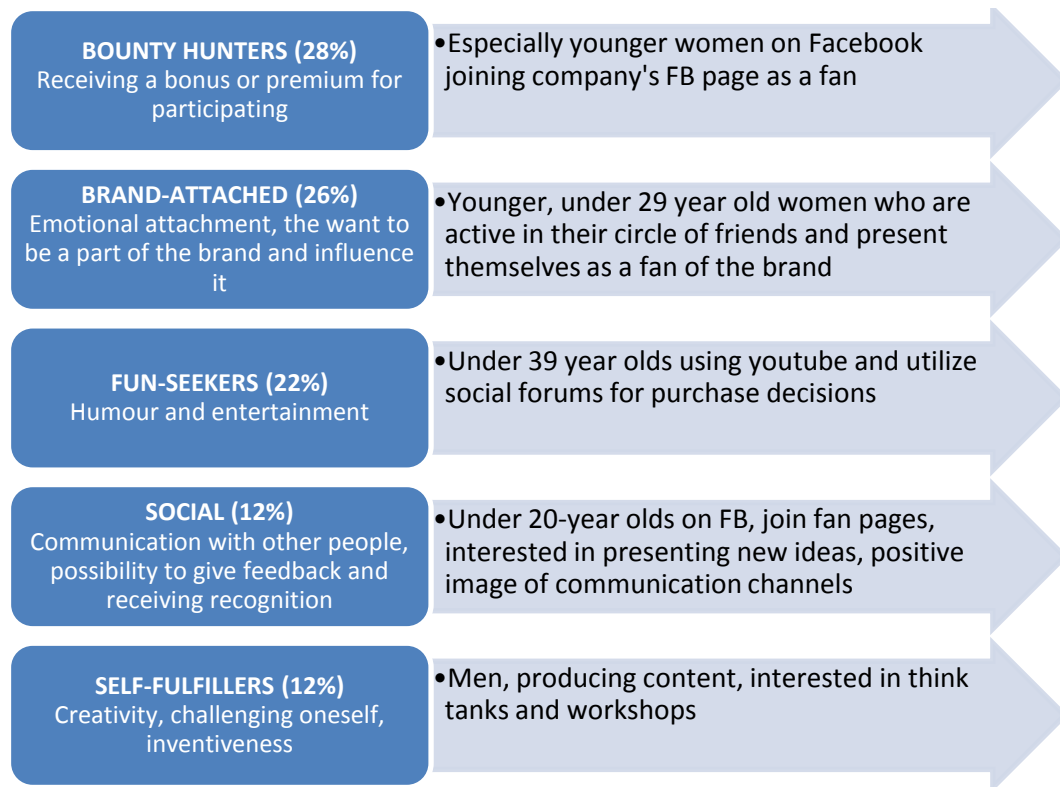 BOUNTY HUNTERS (28%)
Receiving a bonus or premium for
participating
•Especially younger women on Facebook
joining company's FB page as a fan
BRAND-ATTACHED (26%)
Emotional attachment, the want to
be a part of the brand and influence
it
•Younger, under 29 year old women who are
active in their circle of friends and present
themselves as a fan of the brand
FUN-SEEKERS (22%)
Humour and entertainment
•Under 39 year olds using youtube and utilize
social forums for purchase decisions
SOCIAL (12%)
Communication with other people,
possibility to give feedback and
receiving recognition
•Under 20-year olds on FB, join fan pages,
interested in presenting new ideas, positive
image of communication channels
SELF-FULFILLERS (12%)
Creativity, challenging oneself,
inventiveness
•Men, producing content, interested in think
tanks and workshops